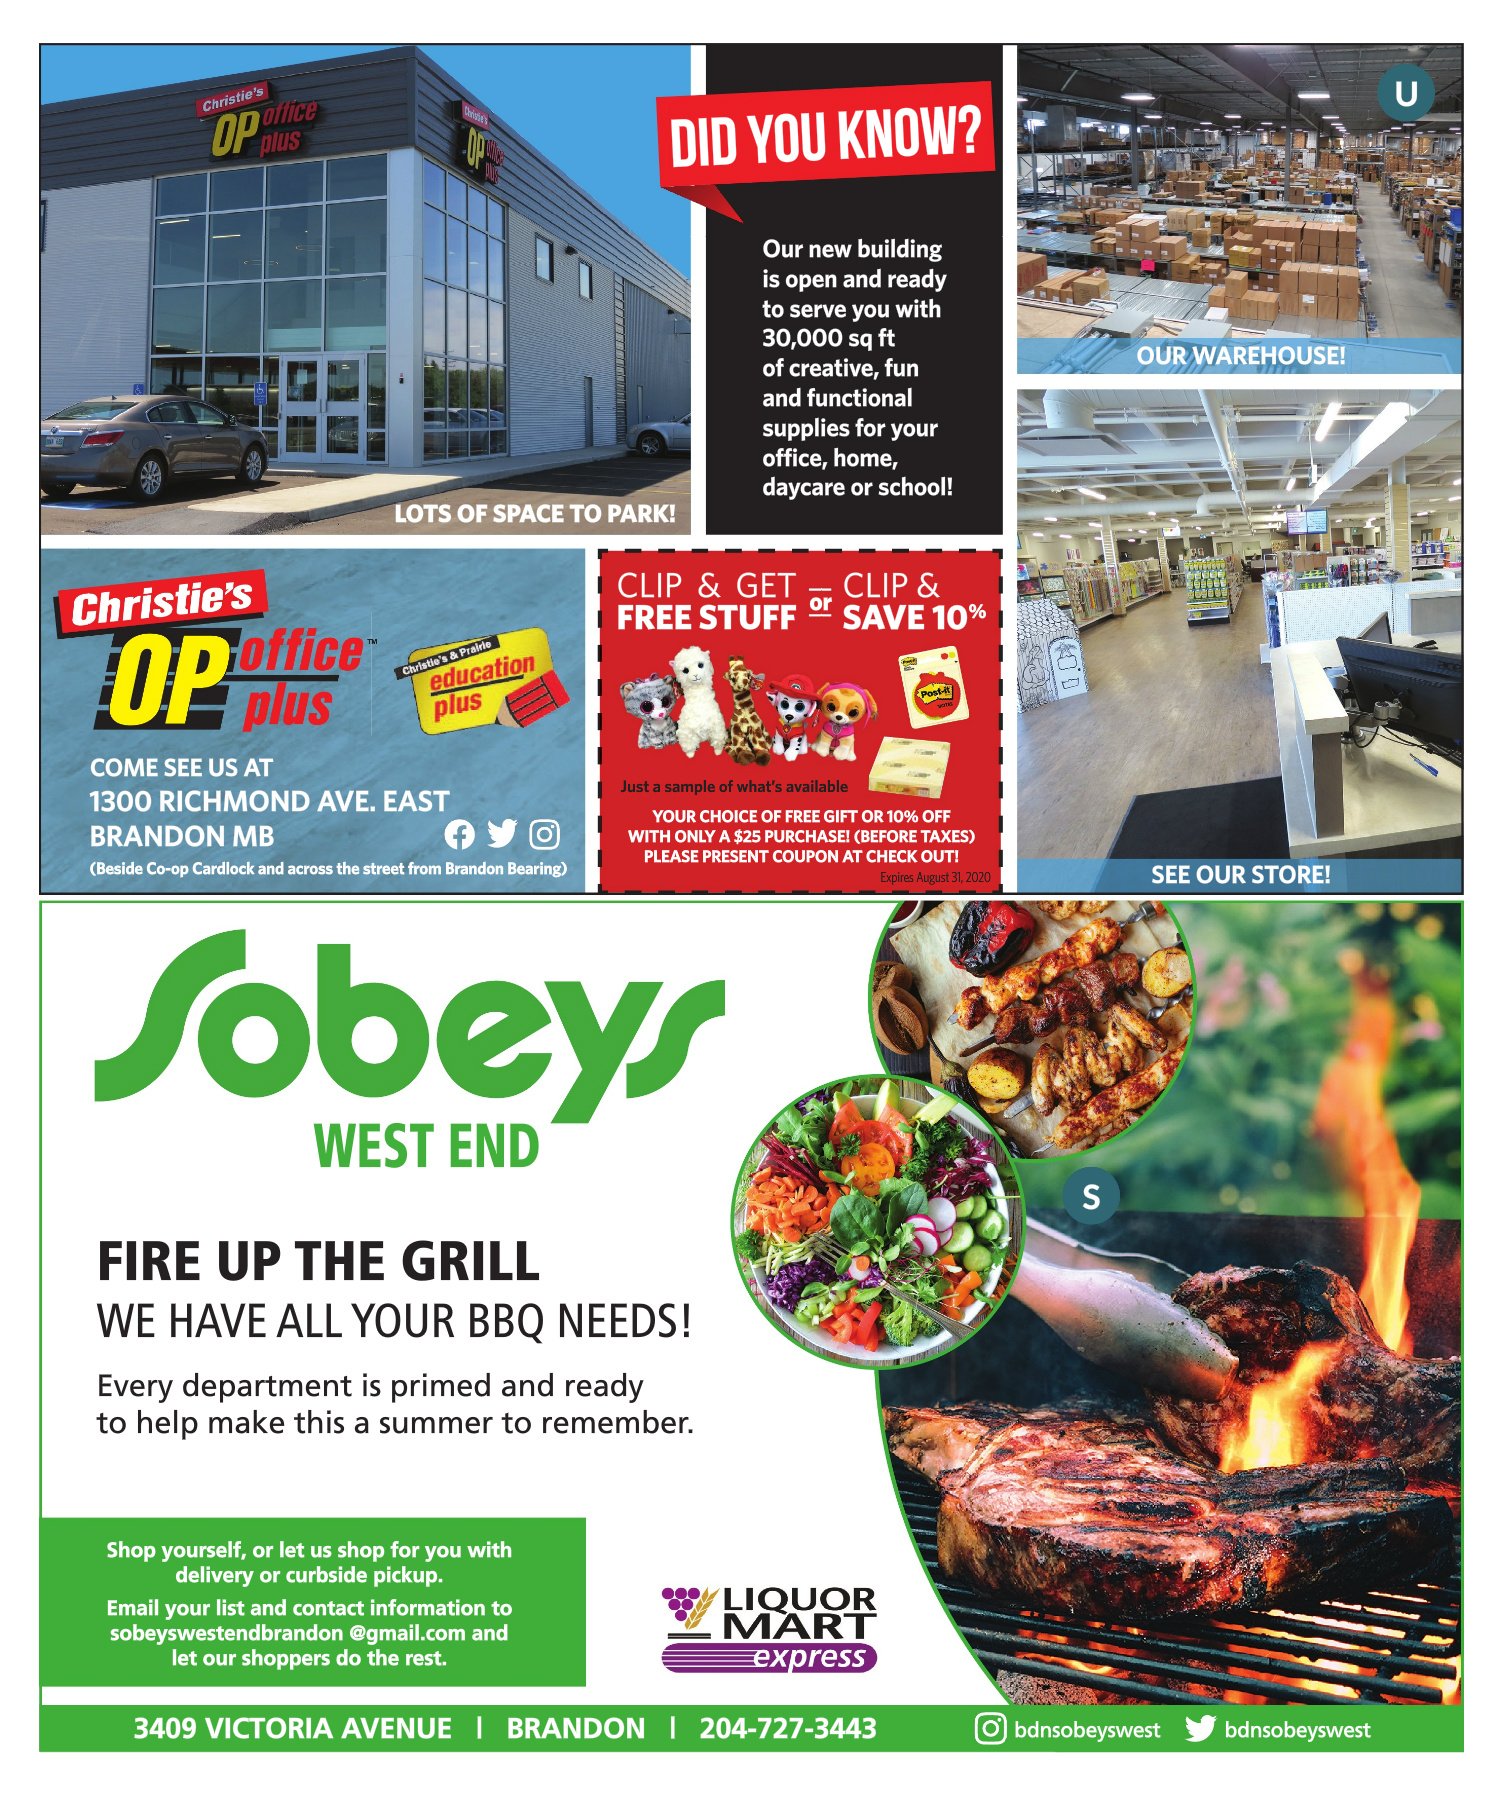 Christie's
OP office
plus
Christie's
OP office
plus
LOTS OF SPACE TO PARK!
DID YOU KNOW?
Our new building
is open and ready
to serve you with
30,000 sq ft
of creative, fun
and functional
supplies for your
office, home,
daycare or school!
U
OUR WAREHOUSE!
SEE OUR STORE!
Christie's
OP office™
plus
Christie's & Prairie
education
plus
COME SEE US AT
1300 RICHMOND AVE. EAST
BRANDON MB
(Beside Co-op Cardlock and across the street from Brandon Bearing)
CLIP & GET or CLIP &
FREE STUFF SAVE 10%
Post-it
Post-it
NOTES
Just a sample of what's available
YOUR CHOICE OF FREE GIFT OR 10% OFF
WITH ONLY A $25 PURCHASE! (BEFORE TAXES)
PLEASE PRESENT COUPON AT CHECK OUT!
Expires August 31, 2020
Sobeys
WEST END
FIRE UP THE GRILL
WE HAVE ALL YOUR BBQ NEEDS!
Every department is primed and ready
to help make this a summer to remember.
S
Shop yourself, or let us shop for you with
delivery or curbside pickup.
Email your list and contact information to
sobeyswestendbrandon @gmail.com and
let our shoppers do the rest.
LIQUOR
MART
express
3409 VICTORIA AVENUE | BRANDON | 204-727-3443
bdnsobeyswest bdnsobeyswest